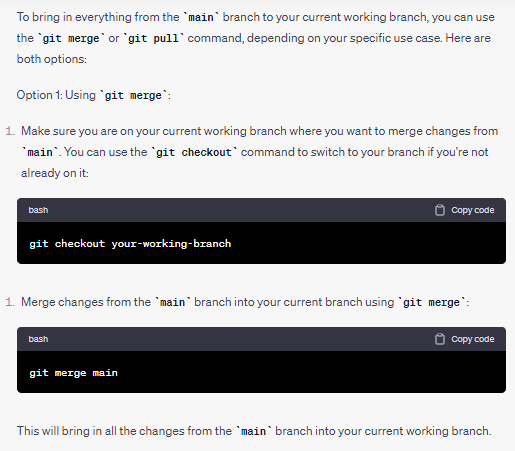 To bring in everything from the `main` branch to your current working branch, you can use
the `git merge` or `git pull` command, depending on your specific use case. Here are
both options:
Option 1: Using `git merge`:
1. Make sure you are on your current working branch where you want to merge changes from
`main`. You can use the `git checkout` command to switch to your branch if you're not
already on it:
bash Copy code
git checkout your-working-branch
1. Merge changes from the `main` branch into your current branch using `git merge`:
bash Copy code
git merge main
This will bring in all the changes from the `main` branch into your current working branch.